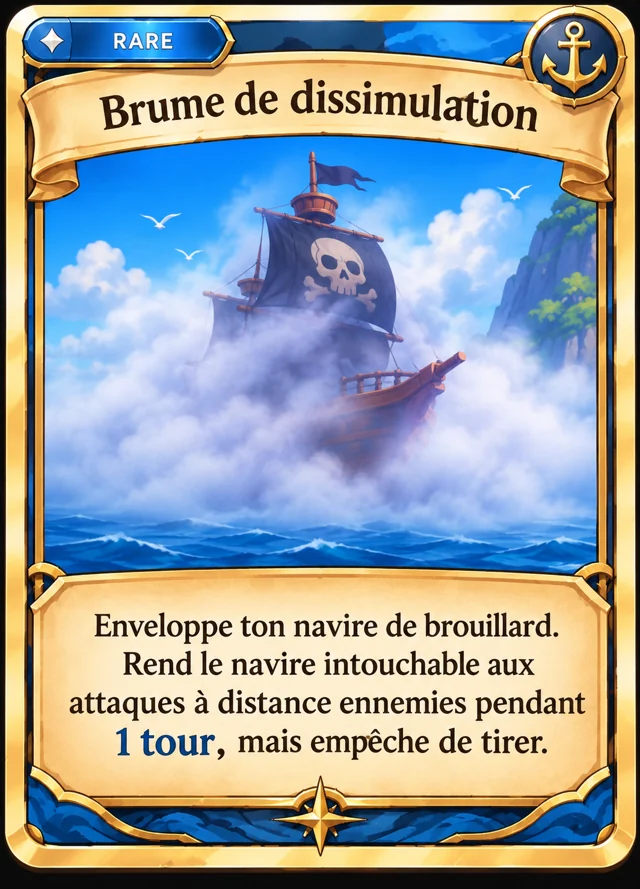 RARE
Brume de dissimulation
Enveloppe ton navire de brouillard.
Rend le navire intouchable aux
attaques à distance ennemies pendant
1 tour, mais empêche de tirer.